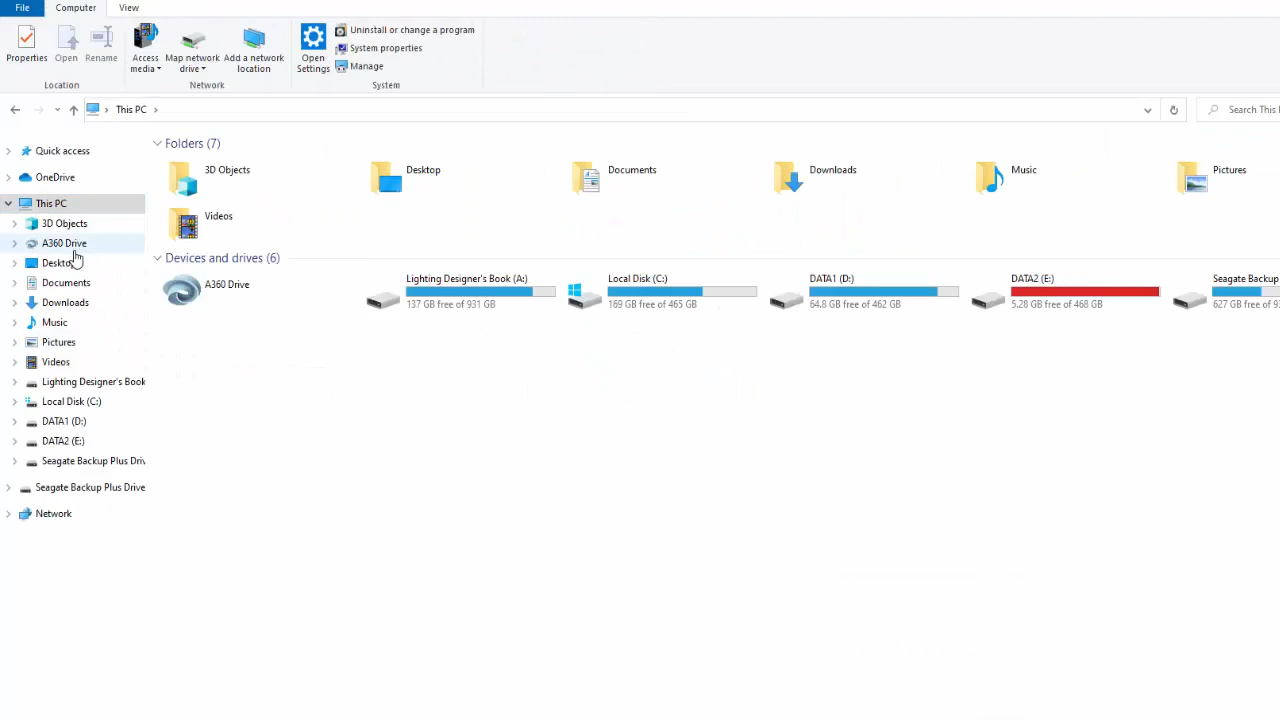 File
Computer
View
Properties
Open
Rename
Access media
Map network drive
Add a network location
Open Settings
Uninstall or change a program
System properties
Manage
Location
Network
System
This PC
Search This
Quick access
OneDrive
This PC
3D Objects
A360 Drive
Desktop
Documents
Downloads
Music
Pictures
Videos
Lighting Designer's Book
Local Disk (C:)
DATA1 (D:)
DATA2 (E:)
Seagate Backup Plus Driv
Seagate Backup Plus Drive
Network
Folders (7)
3D Objects
Desktop
Documents
Downloads
Music
Pictures
Videos
Devices and drives (6)
A360 Drive
Lighting Designer's Book (A:)
137 GB free of 931 GB
Local Disk (C:)
169 GB free of 465 GB
DATA1 (D:)
64.8 GB free of 462 GB
DATA2 (E:)
5.28 GB free of 468 GB
Seagate Backup
627 GB free of